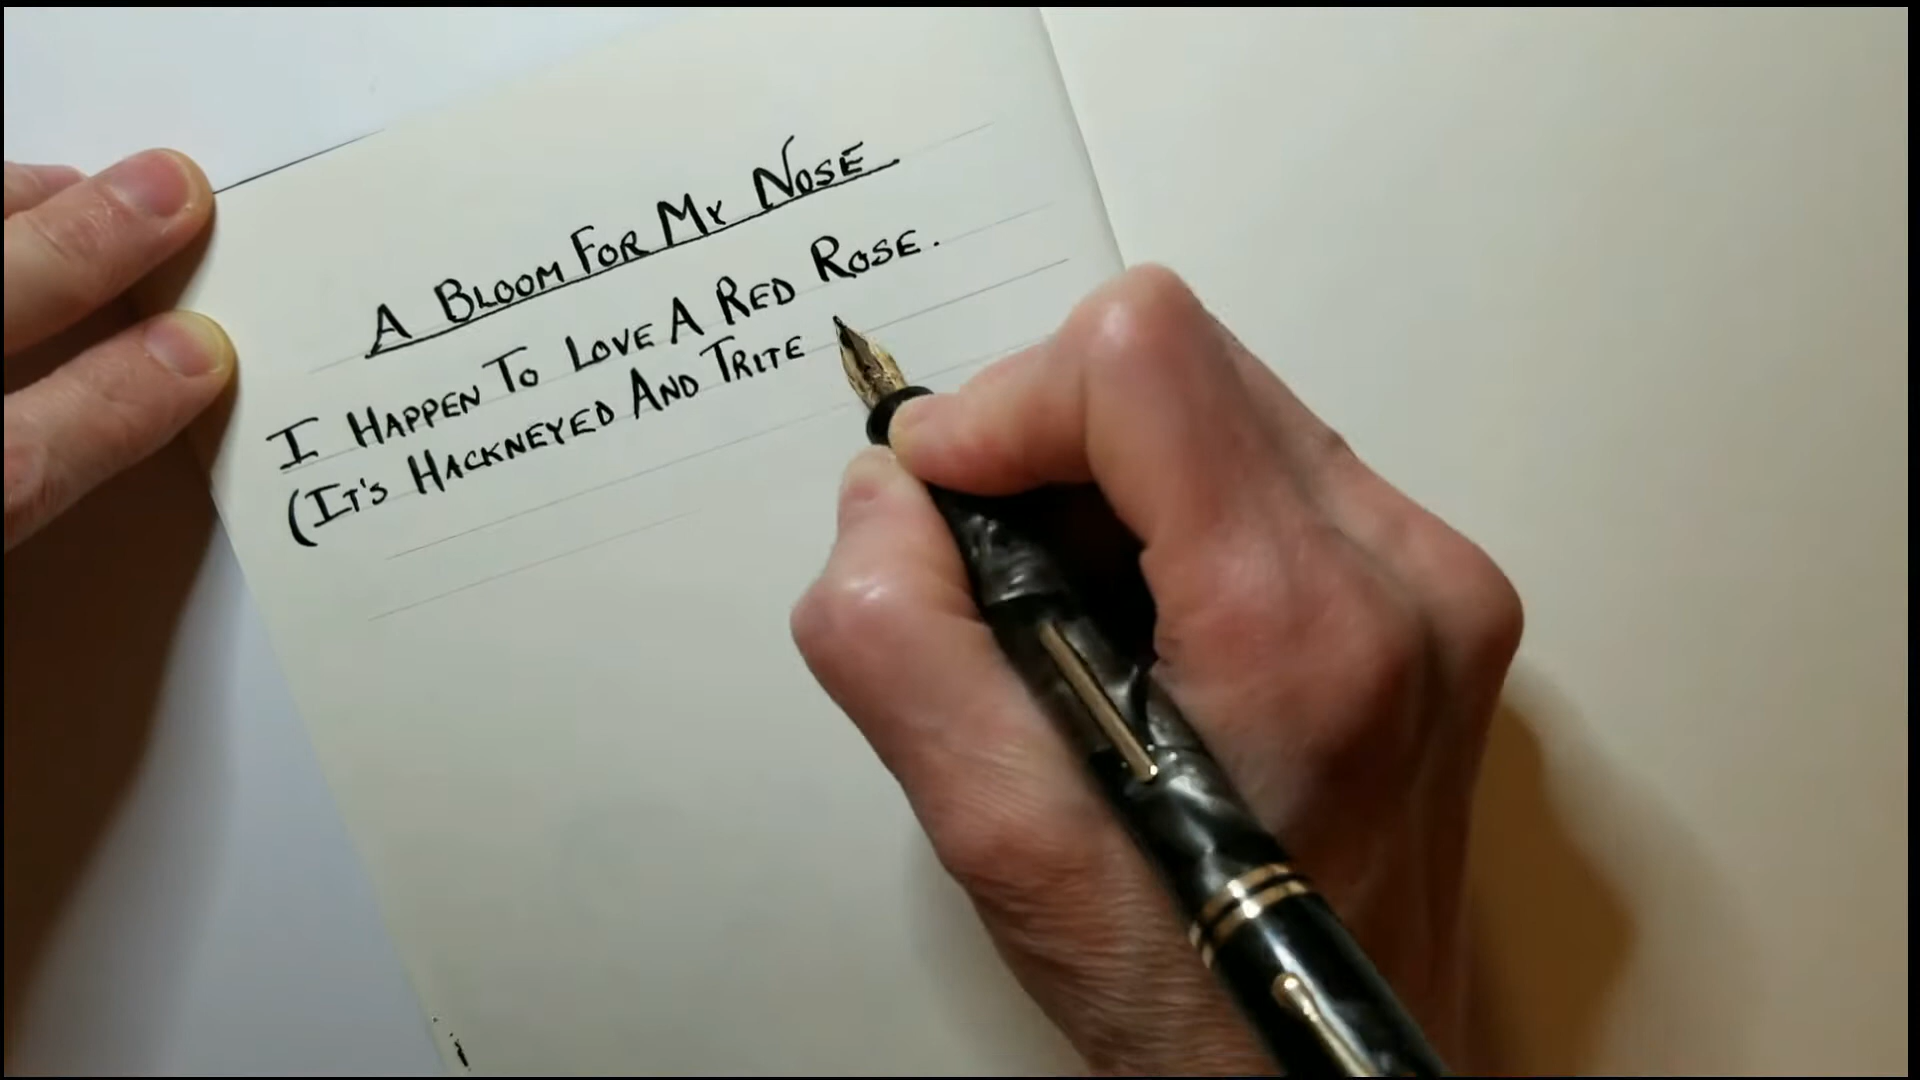 A BLOOM FOR MY NOSE
I HAPPEN TO LOVE A RED ROSE.
(IT'S HACKNEYED AND TRITE